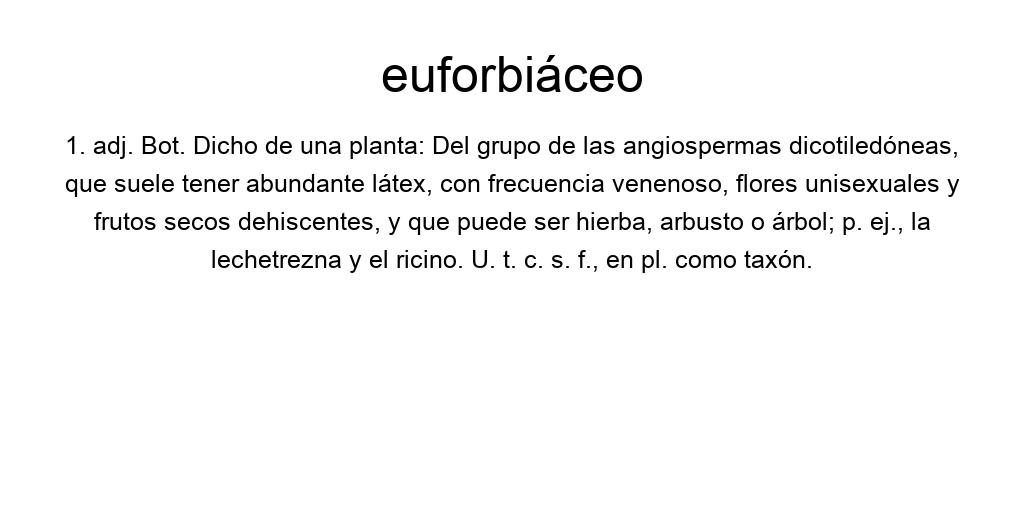 euforbiáceo
1. adj. Bot. Dicho de una planta: Del grupo de las angiospermas dicotiledóneas,
que suele tener abundante látex, con frecuencia venenoso, flores unisexuales y
frutos secos dehiscentes, y que puede ser hierba, arbusto o árbol; p. ej., la
lechetrezna y el ricino. U. t. c. s. f., en pl. como taxón.